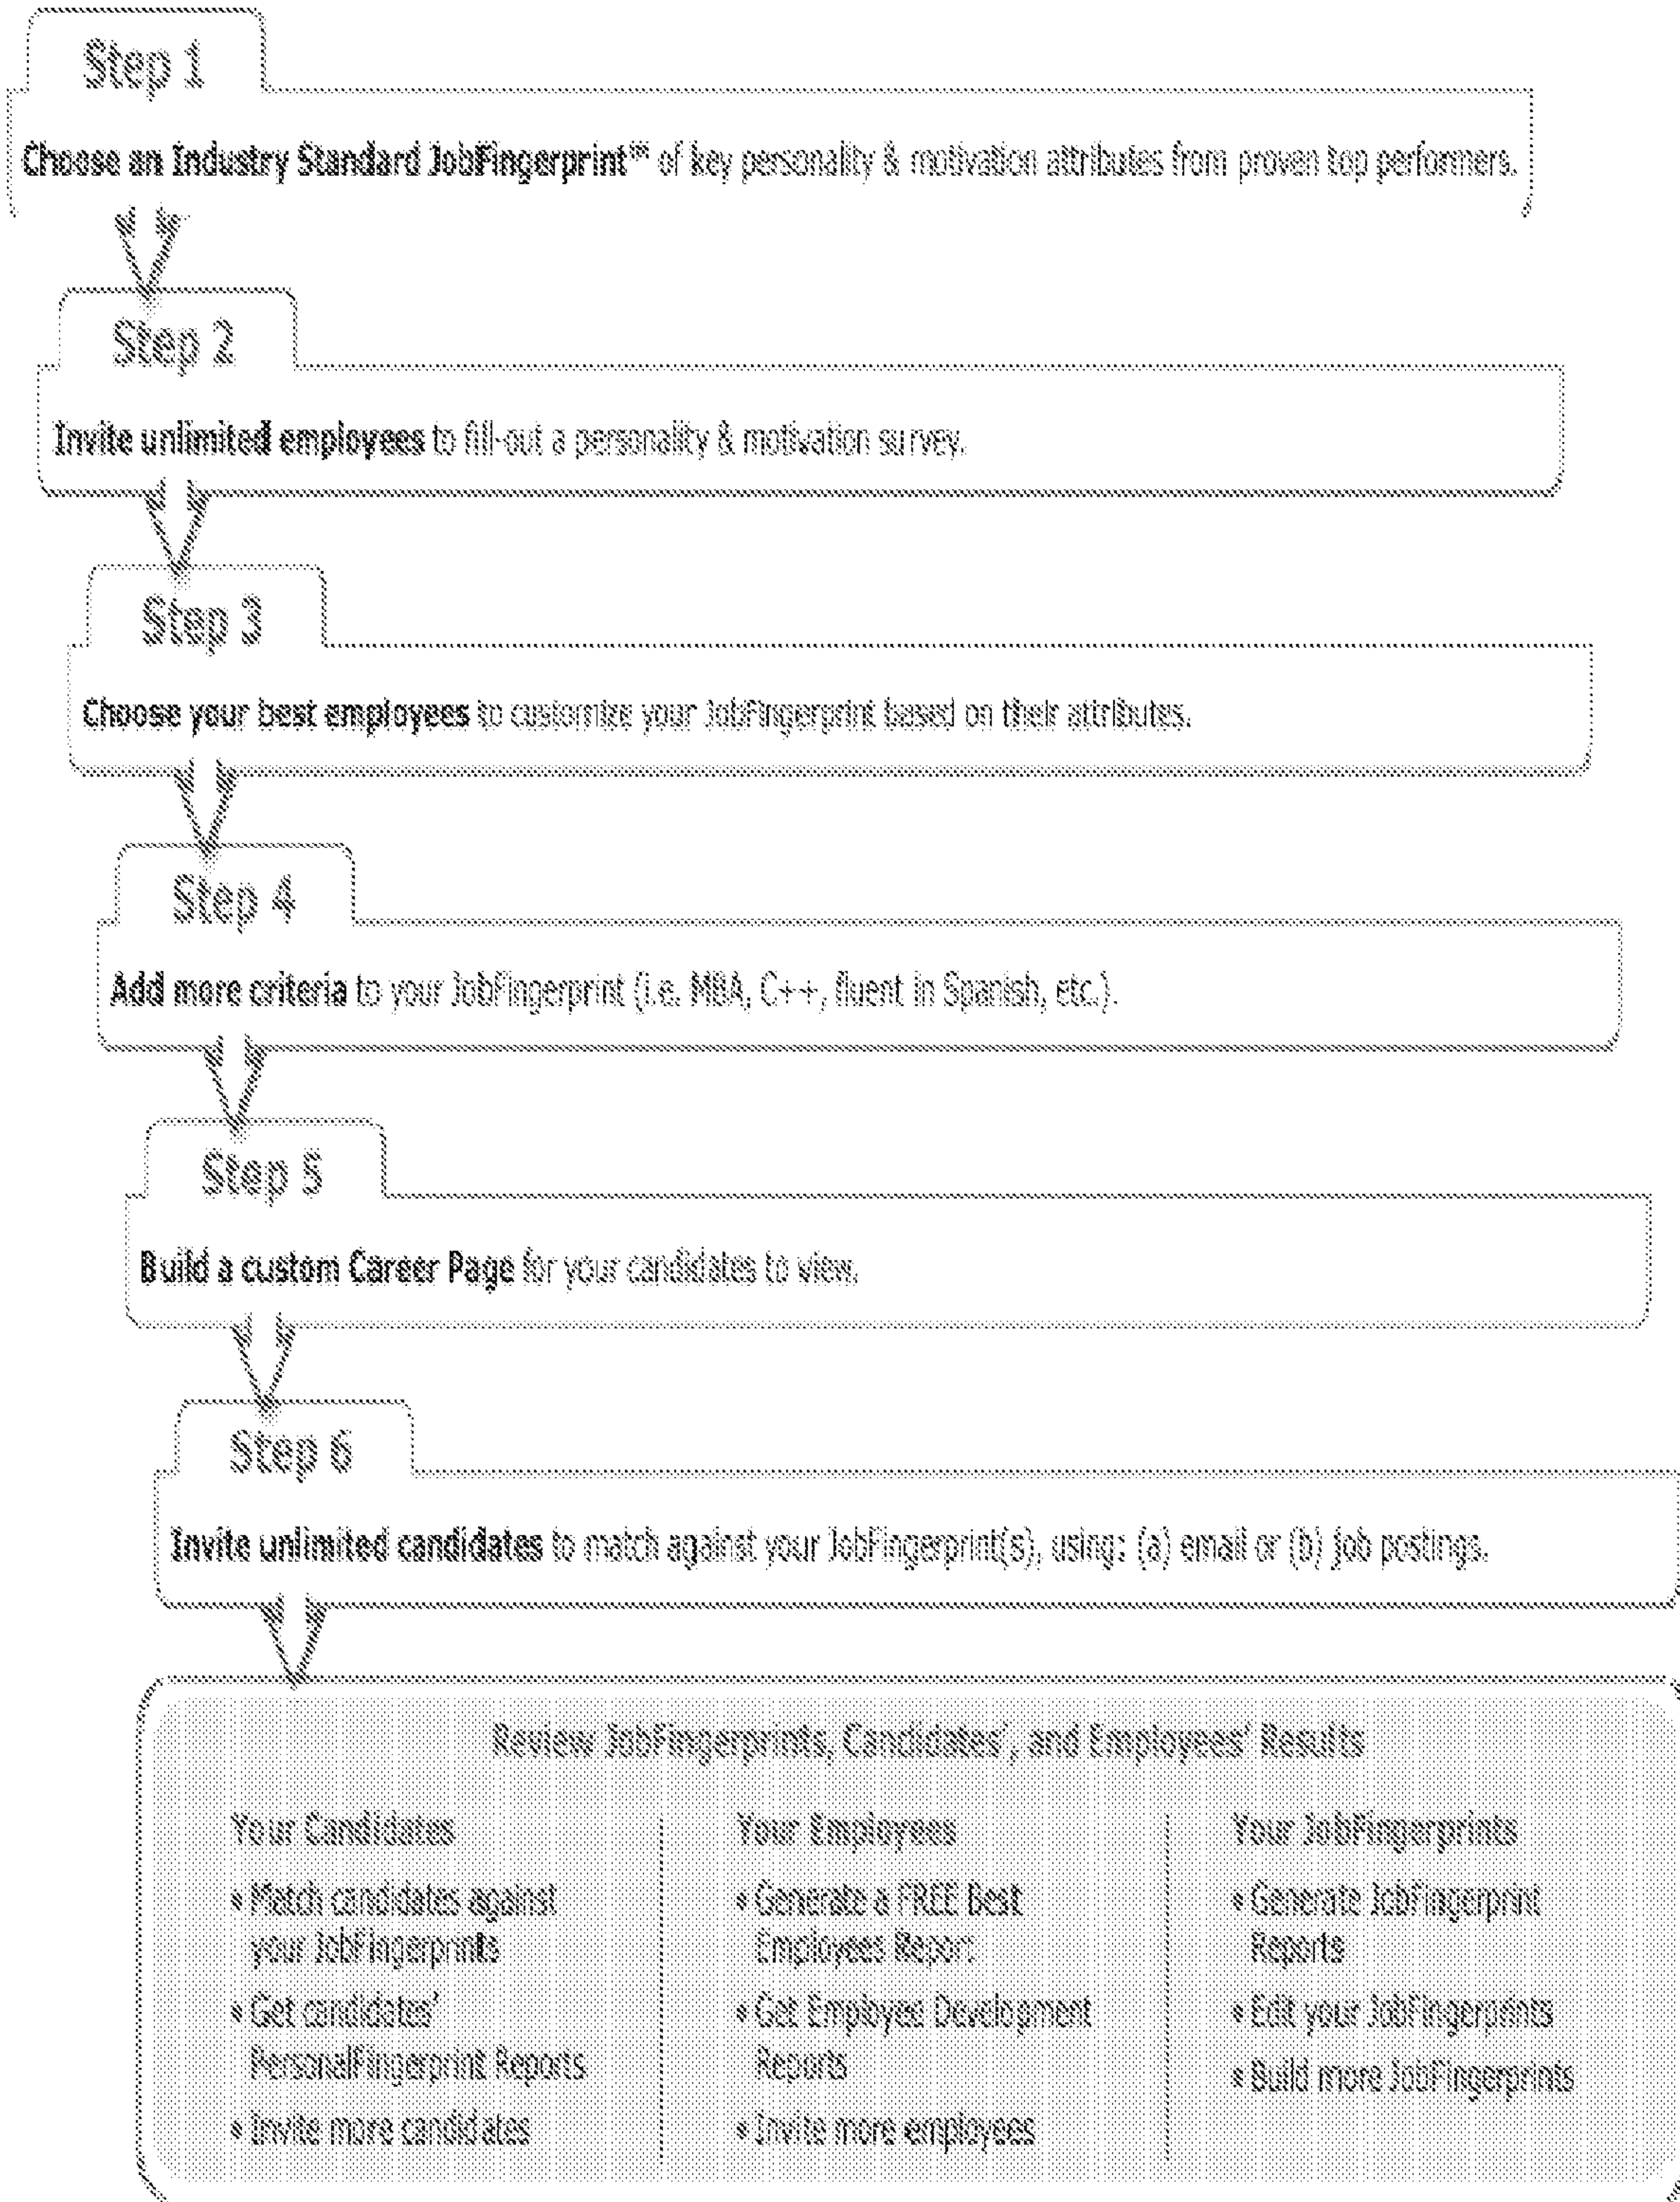 Step 1
Choose an Industry Standard JobFingerprint℠ of key personality & motivation attributes from proven top performers.
Step 2
Invite unlimited employees to fill-out a personality & motivation survey.
Step 3
Choose your best employees to customize your JobFingerprint based on their attributes.
Step 4
Add more criteria to your JobFingerprint (i.e. MBA, C++, fluent in Spanish, etc.).
Step 5
Build a custom Career Page for your candidates to view.
Step 6
Invite unlimited candidates to match against your JobFingerprint(s), using: (a) email or (b) job postings.
Review JobFingerprints, Candidates', and Employees' Results
Your Candidates
• Match candidates against
your JobFingerprints
• Get candidates'
PersonalFingerprint Reports
• Invite more candidates
Your Employees
• Generate a FREE Best
Employees Report
• Get Employee Development
Reports
• Invite more employees
Your JobFingerprints
• Generate JobFingerprint
Reports
• Edit your JobFingerprints
• Build more JobFingerprints